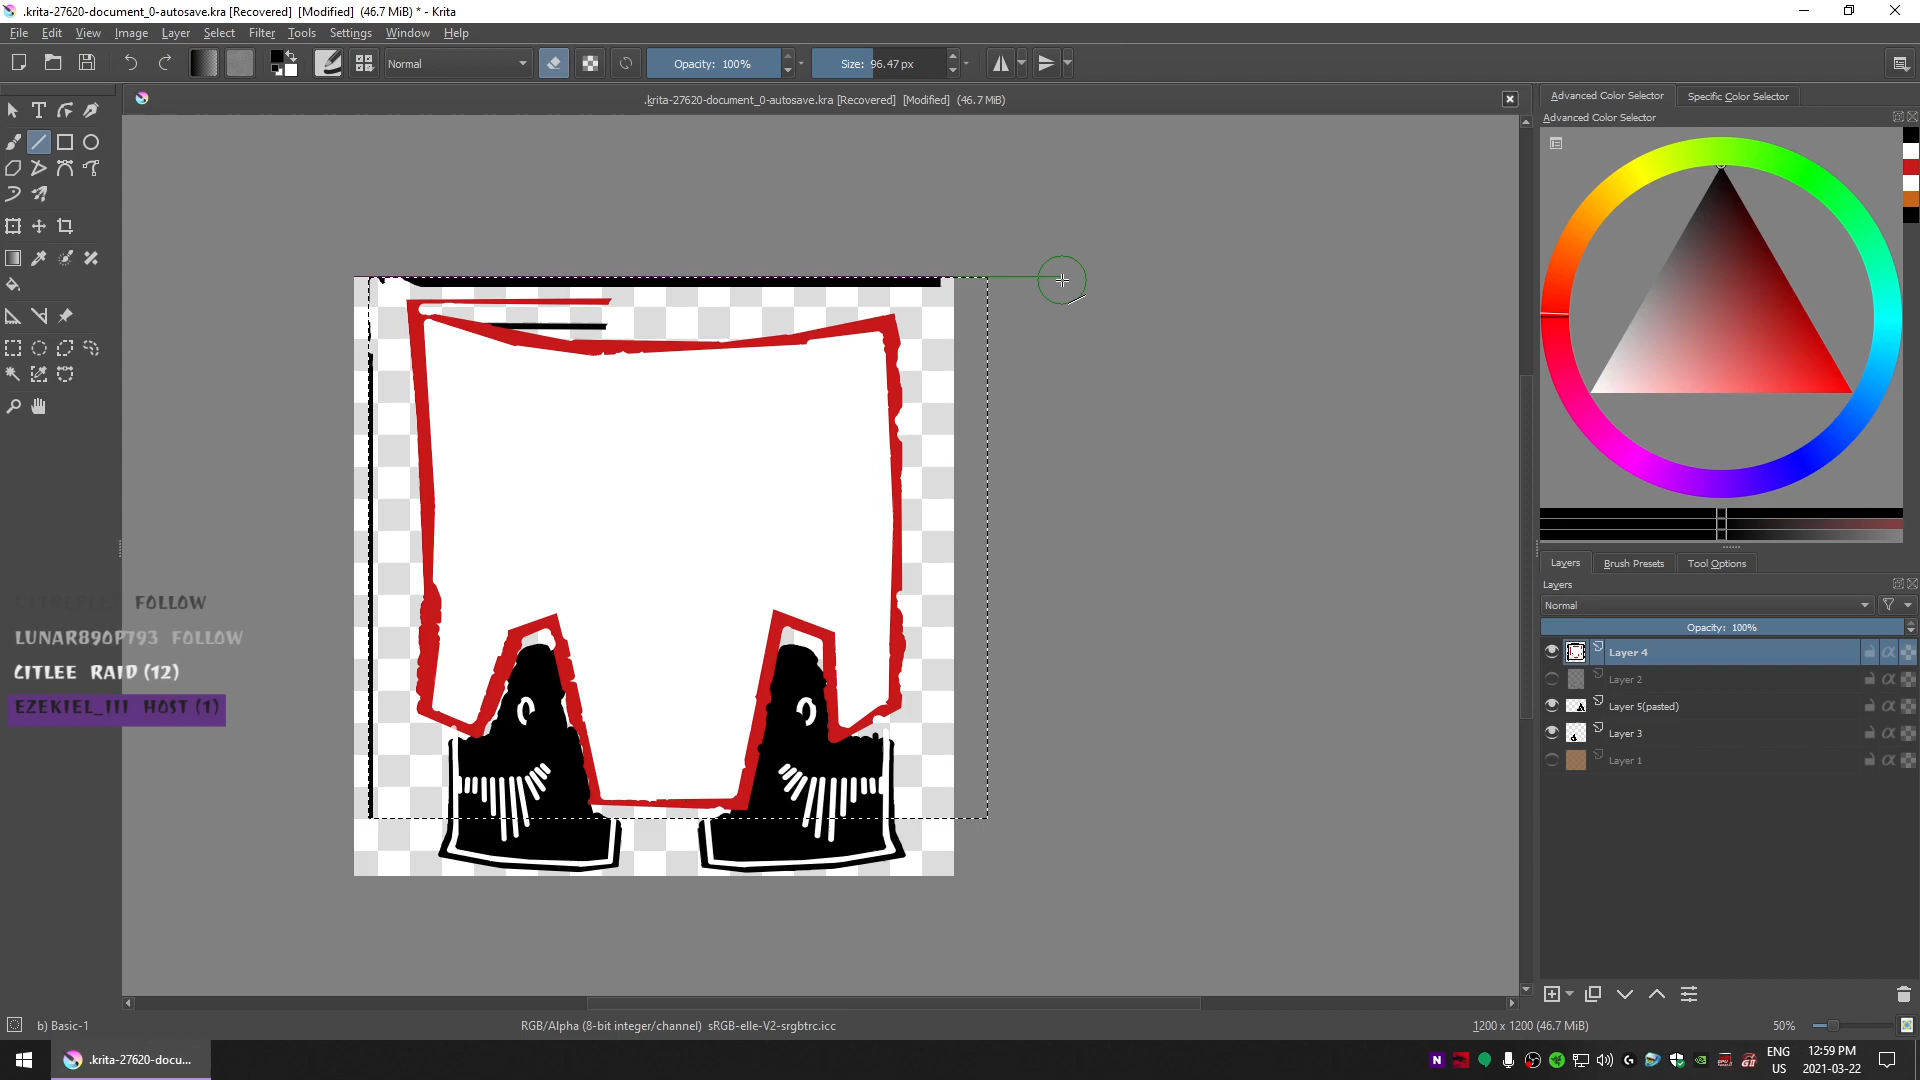 .krita-27620-document_0-autosave.kra [Recovered] [Modified] (46.7 MiB) * - Krita
File Edit View Image Layer Select Filter Tools Settings Window Help
Normal Opacity: 100% Size: 96.47 px
.krita-27620-document_0-autosave.kra [Recovered] [Modified] (46.7 MiB)
Advanced Color Selector Specific Color Selector
Advanced Color Selector
Layers Brush Presets Tool Options
Layers
Normal
Opacity: 100%
Layer 4
Layer 2
Layer 5(pasted)
Layer 3
Layer 1
FOLLOW
LUNAR890P793 FOLLOW
CITLEE RAID (12)
EZEKIEL_III HOST (1)
b) Basic-1
RGB/Alpha (8-bit integer/channel) sRGB-elle-V2-srgbtrc.icc
1200 x 1200 (46.7 MiB)
50%
.krita-27620-docu...
ENG
US
12:59 PM
2021-03-22